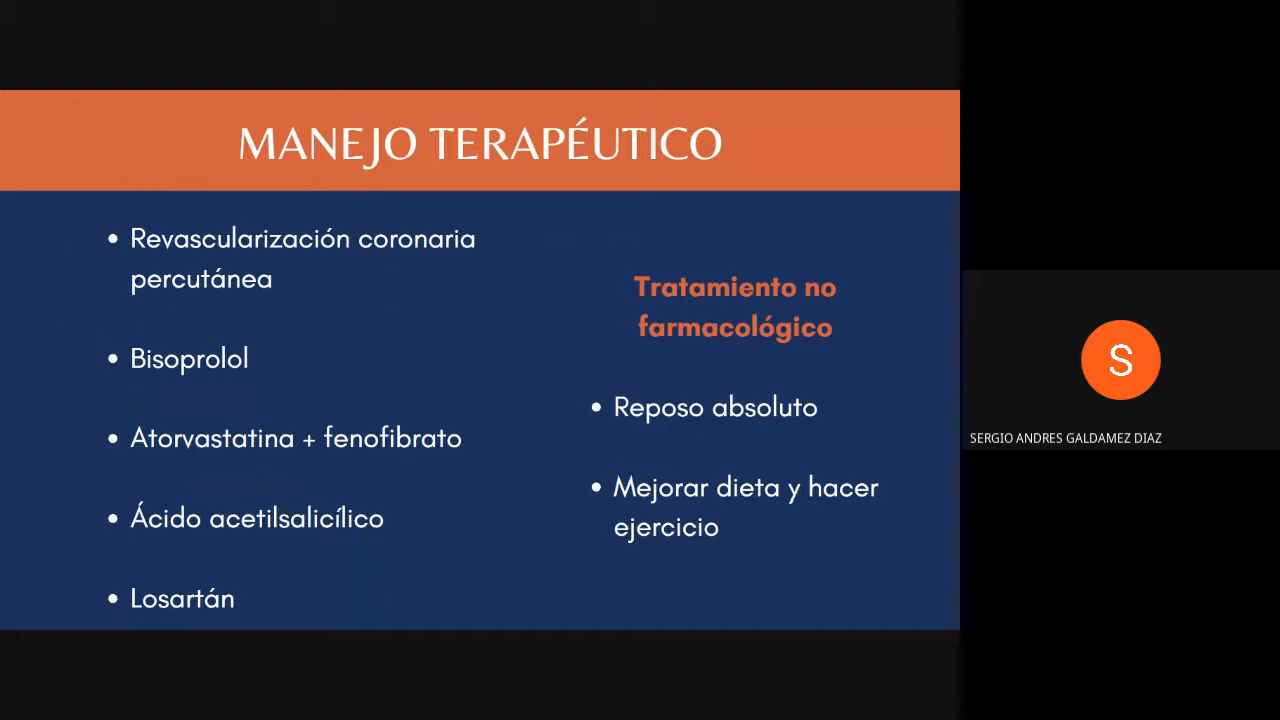 MANEJO TERAPÉUTICO
• Revascularización coronaria
percutánea
• Bisoprolol
• Atorvastatina + fenofibrato
• Ácido acetilsalicílico
• Losartán
Tratamiento no
farmacológico
• Reposo absoluto
• Mejorar dieta y hacer
ejercicio
S
SERGIO ANDRES GALDAMEZ DIAZ